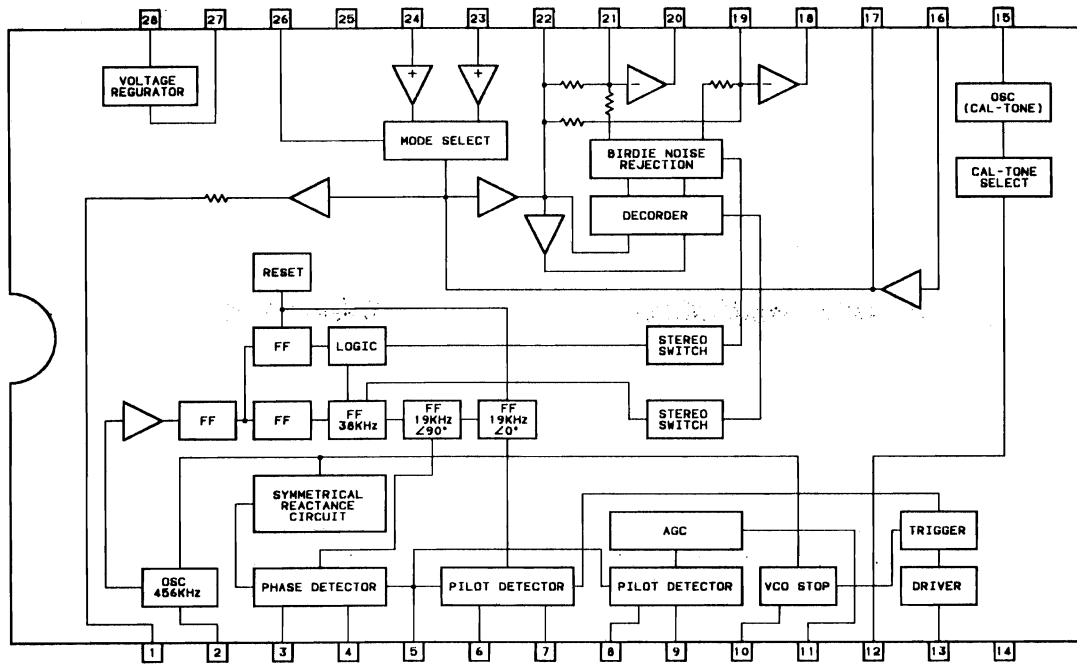 28 27 26 25 24 23 22 21 20 19 18 17 16 15
VOLTAGE
REGURATOR
+ +
- -
MODE SELECT
BIRDIE NOISE
REJECTION
OSC
(CAL-TONE)
CAL-TONE
SELECT
DECORDER
RESET
FF
LOGIC
STEREO
SWITCH
FF
FF
FF
38KHz
FF
19KHz
∠90°
FF
19KHz
∠0°
STEREO
SWITCH
SYMMETRICAL
REACTANCE
CIRCUIT
AGC
TRIGGER
OSC
456KHz
PHASE DETECTOR
PILOT DETECTOR
PILOT DETECTOR
VCO STOP
DRIVER
1 2 3 4 5 6 7 8 9 10 11 12 13 14